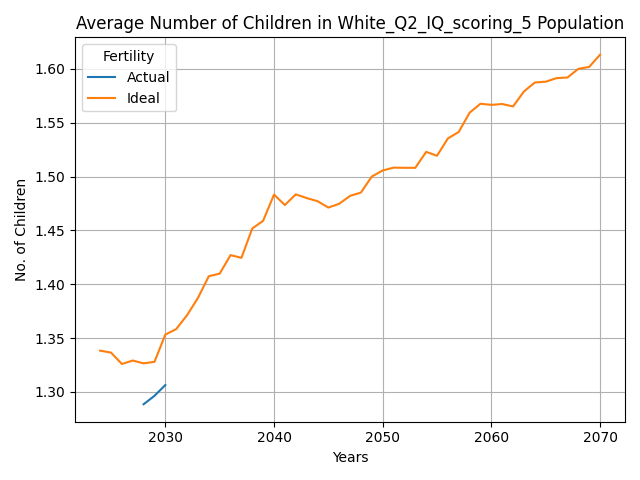 Average Number of Children in White_Q2_IQ_scoring_5 Population
Fertility
Actual
Ideal
No. of Children
1.60
1.55
1.50
1.45
1.40
1.35
1.30
2030 2040 2050 2060 2070
Years